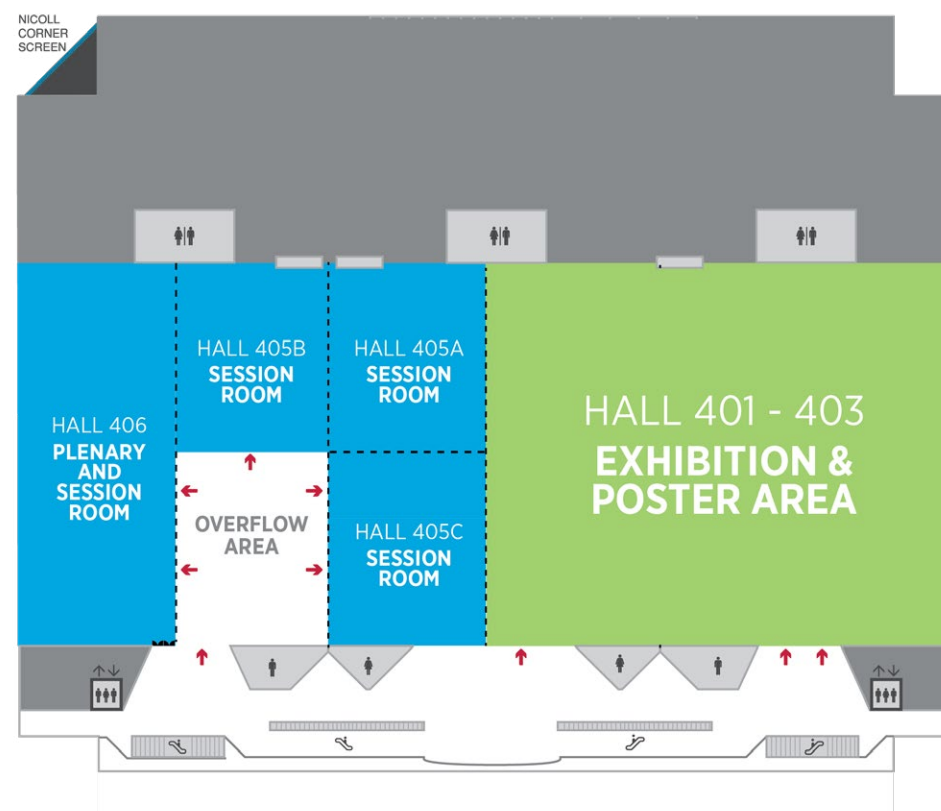 NICOLL
CORNER
SCREEN
HALL 405B
SESSION
ROOM
HALL 405A
SESSION
ROOM
HALL 406
PLENARY
AND
SESSION
ROOM
HALL 401 - 403
EXHIBITION &
POSTER AREA
OVERFLOW
AREA
HALL 405C
SESSION
ROOM